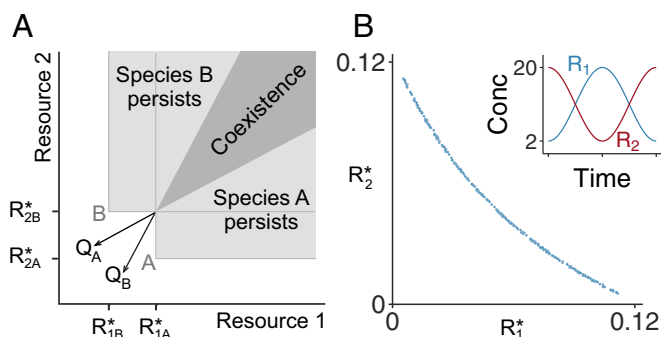 A
Resource 2
Species B
persists
Coexistence
Species A
persists
R*2B
B
R*2A
A
QA
QB
R*1B
R*1A
Resource 1
B
0.12
R*2
0
0
R*1
0.12
20
Conc
2
R1
R2
Time